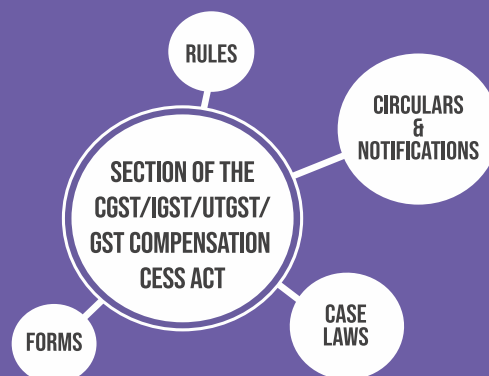 RULES
CIRCULARS
&
NOTIFICATIONS
SECTION OF THE
CGST/IGST/UTGST/
GST COMPENSATION
CESS ACT
CASE
LAWS
FORMS